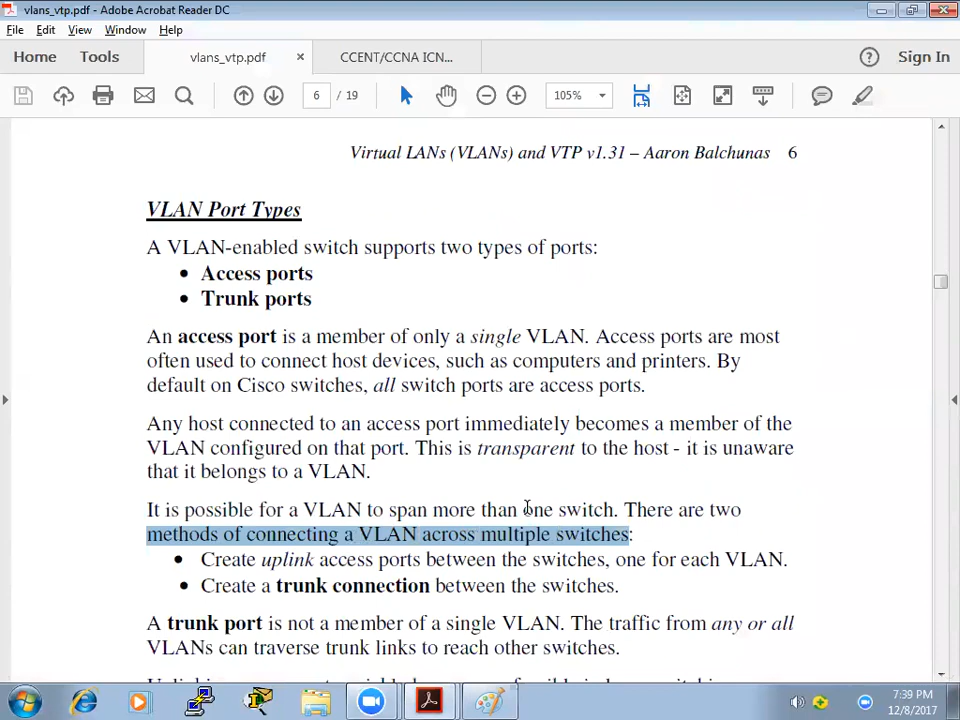 vlans_vtp.pdf - Adobe Acrobat Reader DC
File Edit View Window Help
Home Tools vlans_vtp.pdf × CCENT/CCNA ICN... ? Sign In
6 / 19 105%
Virtual LANs (VLANs) and VTP v1.31 – Aaron Balchunas 6
VLAN Port Types
A VLAN-enabled switch supports two types of ports:
• Access ports
• Trunk ports
An access port is a member of only a single VLAN. Access ports are most
often used to connect host devices, such as computers and printers. By
default on Cisco switches, all switch ports are access ports.
Any host connected to an access port immediately becomes a member of the
VLAN configured on that port. This is transparent to the host - it is unaware
that it belongs to a VLAN.
It is possible for a VLAN to span more than one switch. There are two
methods of connecting a VLAN across multiple switches:
• Create uplink access ports between the switches, one for each VLAN.
• Create a trunk connection between the switches.
A trunk port is not a member of a single VLAN. The traffic from any or all
VLANs can traverse trunk links to reach other switches.
7:39 PM
12/8/2017